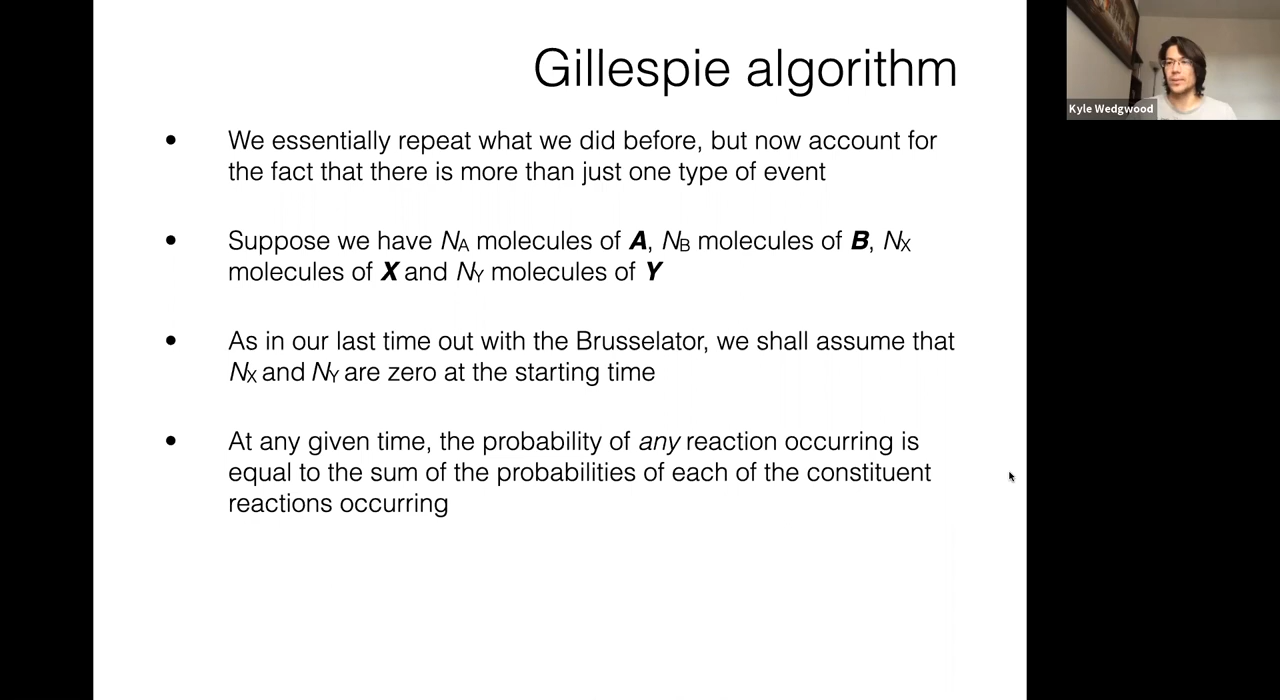 Gillespie algorithm
Kyle Wedgwood
• We essentially repeat what we did before, but now account for
the fact that there is more than just one type of event
• Suppose we have NA molecules of A, NB molecules of B, NX
molecules of X and NY molecules of Y
• As in our last time out with the Brusselator, we shall assume that
NX and NY are zero at the starting time
• At any given time, the probability of any reaction occurring is
equal to the sum of the probabilities of each of the constituent
reactions occurring